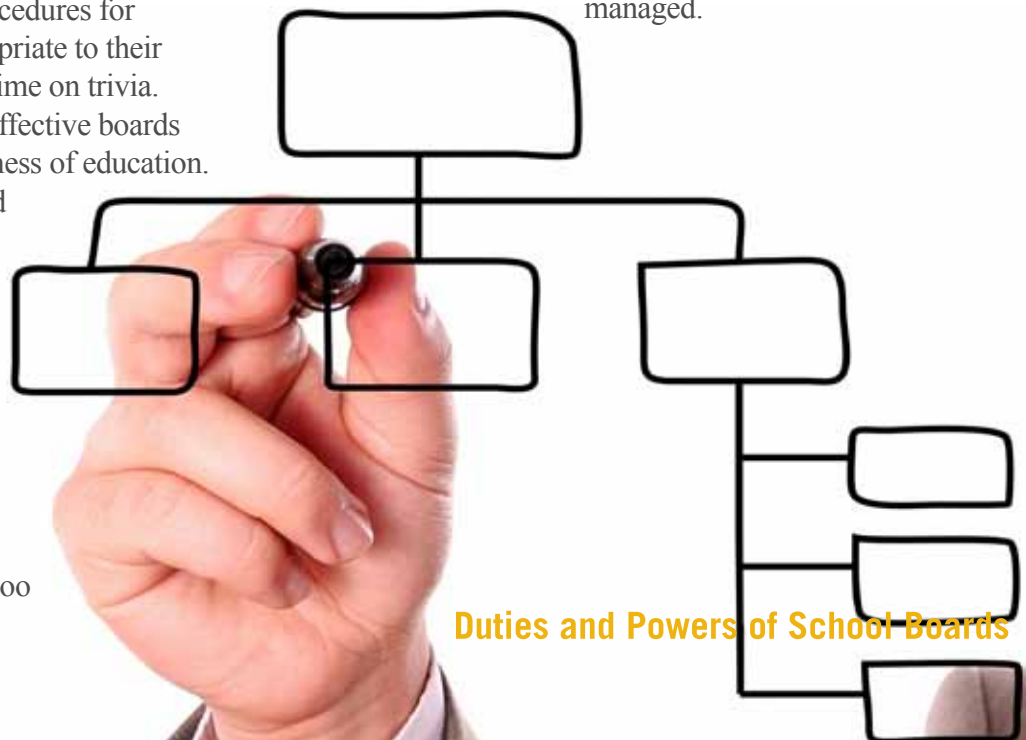 cedures for
priate to their
ime on trivia.
ffective boards
ness of education.
d
oo
managed.
Duties and Powers of School Boards